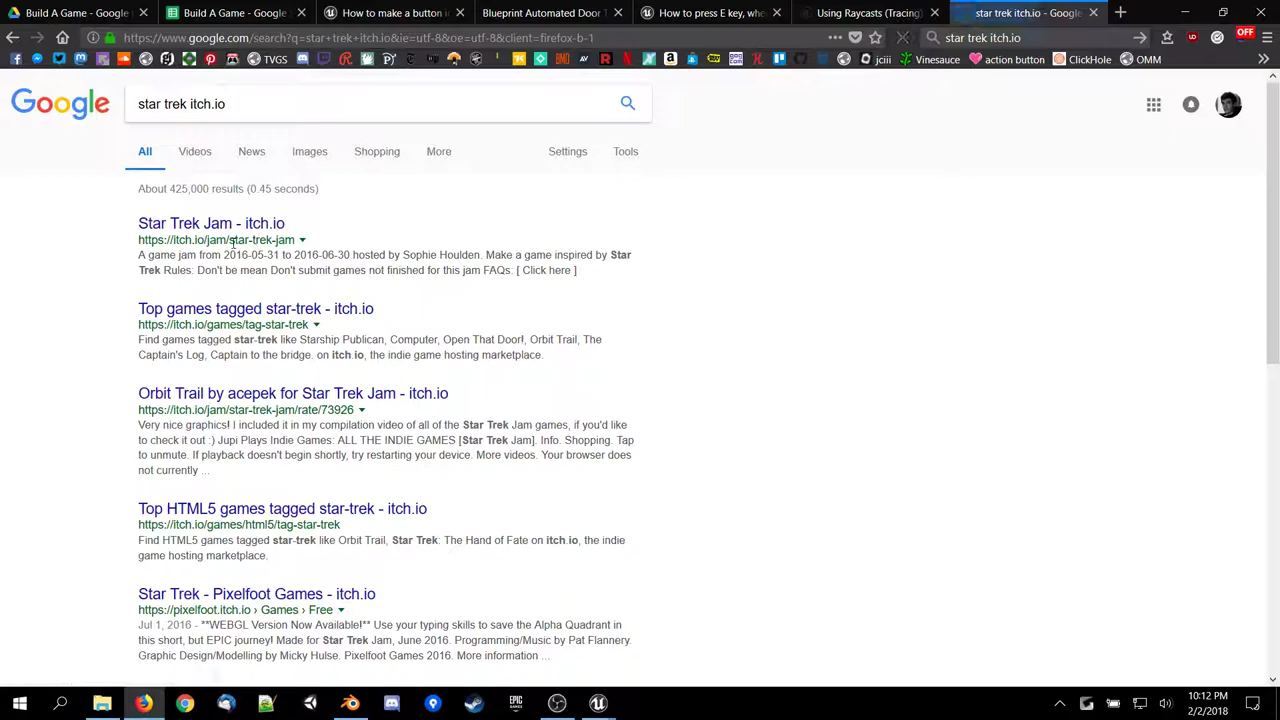 Build A Game - Google
Build A Game - Google
How to make a button i
Blueprint Automated Door T
How to press E key, whe
Using Raycasts (Tracing)
star trek itch.io - Google
https://www.google.com/search?q=star+trek+itch.io&ie=utf-8&oe=utf-8&client=firefox-b-1
star trek itch.io
OFF
TVGS
jciii
Vinesauce
action button
ClickHole
OMM
Google
star trek itch.io
All
Videos
News
Images
Shopping
More
Settings
Tools
About 425,000 results (0.45 seconds)
Star Trek Jam - itch.io
https://itch.io/jam/star-trek-jam
A game jam from 2016-05-31 to 2016-06-30 hosted by Sophie Houlden. Make a game inspired by Star
Trek Rules: Don't be mean Don't submit games not finished for this jam FAQs: [ Click here ]
Top games tagged star-trek - itch.io
https://itch.io/games/tag-star-trek
Find games tagged star-trek like Starship Publican, Computer, Open That Door!, Orbit Trail, The
Captain's Log, Captain to the bridge. on itch.io, the indie game hosting marketplace.
Orbit Trail by acepek for Star Trek Jam - itch.io
https://itch.io/jam/star-trek-jam/rate/73926
Very nice graphics! I included it in my compilation video of all of the Star Trek Jam games, if you'd like
to check it out :) Jupi Plays Indie Games: ALL THE INDIE GAMES [Star Trek Jam]. Info. Shopping. Tap
to unmute. If playback doesn't begin shortly, try restarting your device. More videos. Your browser does
not currently ...
Top HTML5 games tagged star-trek - itch.io
https://itch.io/games/html5/tag-star-trek
Find HTML5 games tagged star-trek like Orbit Trail, Star Trek: The Hand of Fate on itch.io, the indie
game hosting marketplace.
Star Trek - Pixelfoot Games - itch.io
https://pixelfoot.itch.io › Games › Free
Jul 1, 2016 - **WEBGL Version Now Available!** Use your typing skills to save the Alpha Quadrant in
this short, but EPIC journey! Made for Star Trek Jam, June 2016. Programming/Music by Pat Flannery.
Graphic Design/Modelling by Micky Hulse. Pixelfoot Games 2016. More information ...
EPIC
GAMES
10:12 PM
2/2/2018